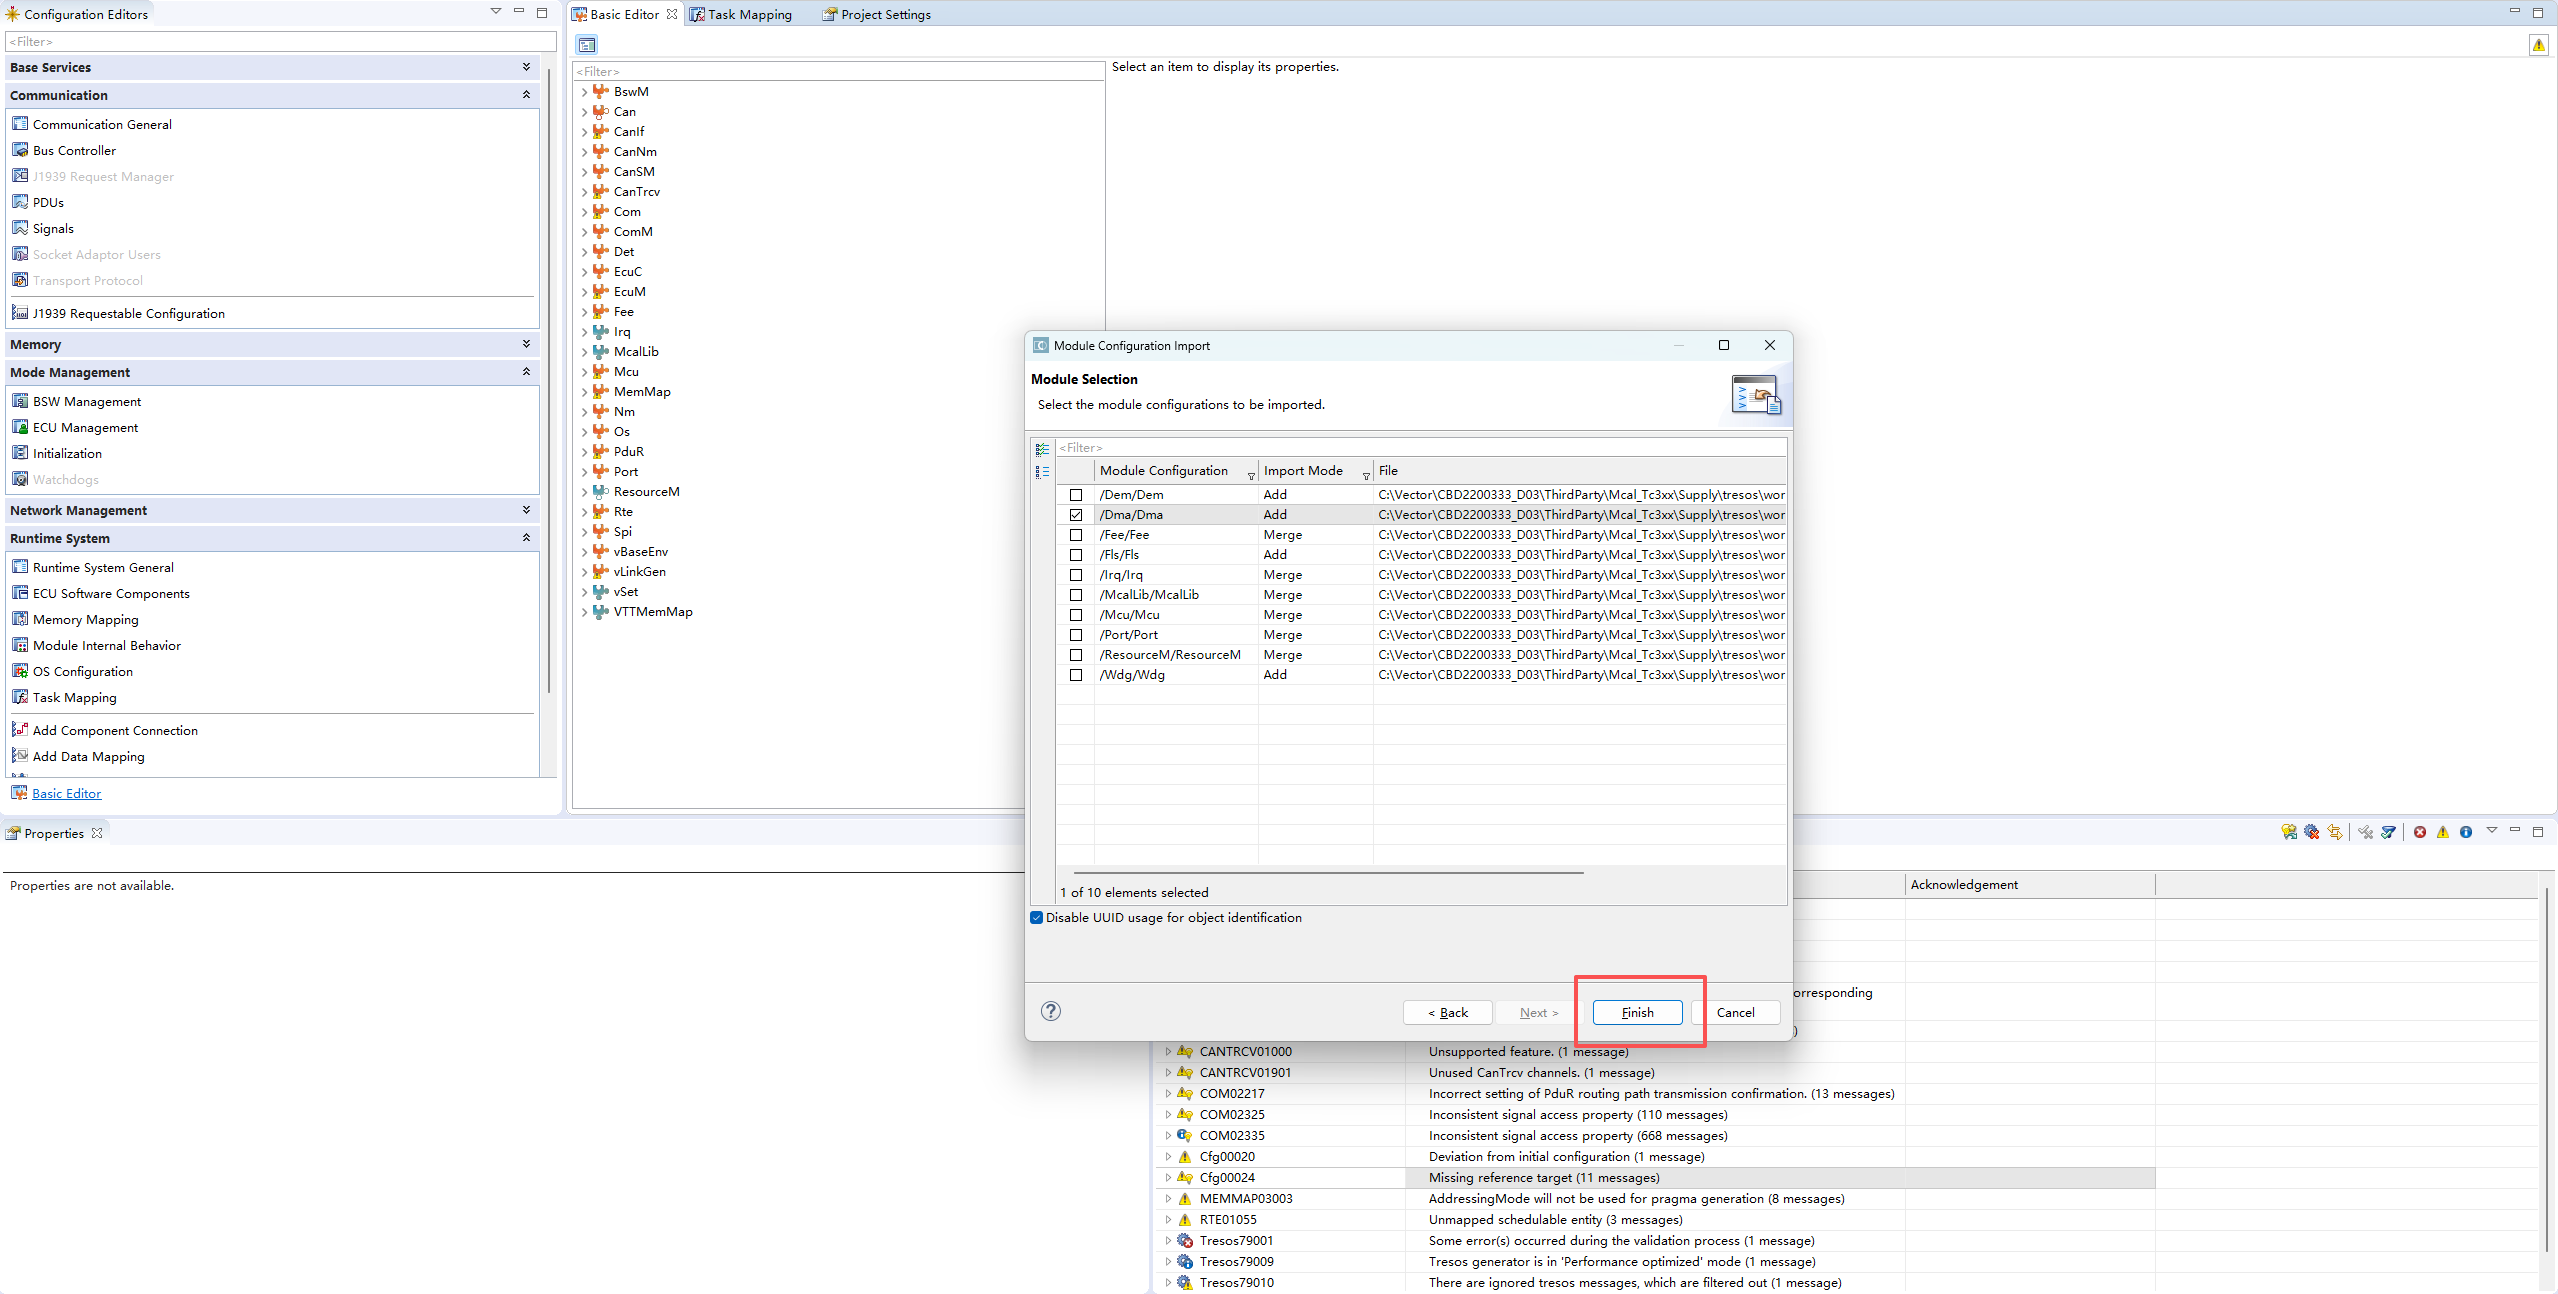 Configuration Editors
<Filter>
Base Services
Communication
Communication General
Bus Controller
J1939 Request Manager
PDUs
Signals
Socket Adaptor Users
Transport Protocol
J1939 Requestable Configuration
Memory
Mode Management
BSW Management
ECU Management
Initialization
Watchdogs
Network Management
Runtime System
Runtime System General
ECU Software Components
Memory Mapping
Module Internal Behavior
OS Configuration
Task Mapping
Add Component Connection
Add Data Mapping
Basic Editor
Basic Editor Task Mapping Project Settings
<Filter>
BswM
Can
CanIf
CanNm
CanSM
CanTrcv
Com
ComM
Det
EcuC
EcuM
Fee
Irq
McalLib
Mcu
MemMap
Nm
Os
PduR
Port
ResourceM
Rte
Spi
vBaseEnv
vLinkGen
vSet
VTTMemMap
Select an item to display its properties.
Module Configuration Import
Module Selection
Select the module configurations to be imported.
<Filter>
Module Configuration Import Mode File
/Dem/Dem Add C:\Vector\CBD2200333_D03\ThirdParty\Mcal_Tc3xx\Supply\tresos\wor
/Dma/Dma Add C:\Vector\CBD2200333_D03\ThirdParty\Mcal_Tc3xx\Supply\tresos\wor
/Fee/Fee Merge C:\Vector\CBD2200333_D03\ThirdParty\Mcal_Tc3xx\Supply\tresos\wor
/Fls/Fls Add C:\Vector\CBD2200333_D03\ThirdParty\Mcal_Tc3xx\Supply\tresos\wor
/Irq/Irq Merge C:\Vector\CBD2200333_D03\ThirdParty\Mcal_Tc3xx\Supply\tresos\wor
/McalLib/McalLib Merge C:\Vector\CBD2200333_D03\ThirdParty\Mcal_Tc3xx\Supply\tresos\wor
/Mcu/Mcu Merge C:\Vector\CBD2200333_D03\ThirdParty\Mcal_Tc3xx\Supply\tresos\wor
/Port/Port Merge C:\Vector\CBD2200333_D03\ThirdParty\Mcal_Tc3xx\Supply\tresos\wor
/ResourceM/ResourceM Merge C:\Vector\CBD2200333_D03\ThirdParty\Mcal_Tc3xx\Supply\tresos\wor
/Wdg/Wdg Add C:\Vector\CBD2200333_D03\ThirdParty\Mcal_Tc3xx\Supply\tresos\wor
1 of 10 elements selected
Disable UUID usage for object identification
< Back Next > Finish Cancel
Properties
Properties are not available.
Acknowledgement
orresponding
)
CANTRCV01000 Unsupported feature. (1 message)
CANTRCV01901 Unused CanTrcv channels. (1 message)
COM02217 Incorrect setting of PduR routing path transmission confirmation. (13 messages)
COM02325 Inconsistent signal access property (110 messages)
COM02335 Inconsistent signal access property (668 messages)
Cfg00020 Deviation from initial configuration (1 message)
Cfg00024 Missing reference target (11 messages)
MEMMAP03003 AddressingMode will not be used for pragma generation (8 messages)
RTE01055 Unmapped schedulable entity (3 messages)
Tresos79001 Some error(s) occurred during the validation process (1 message)
Tresos79009 Tresos generator is in 'Performance optimized' mode (1 message)
Tresos79010 There are ignored tresos messages, which are filtered out (1 message)